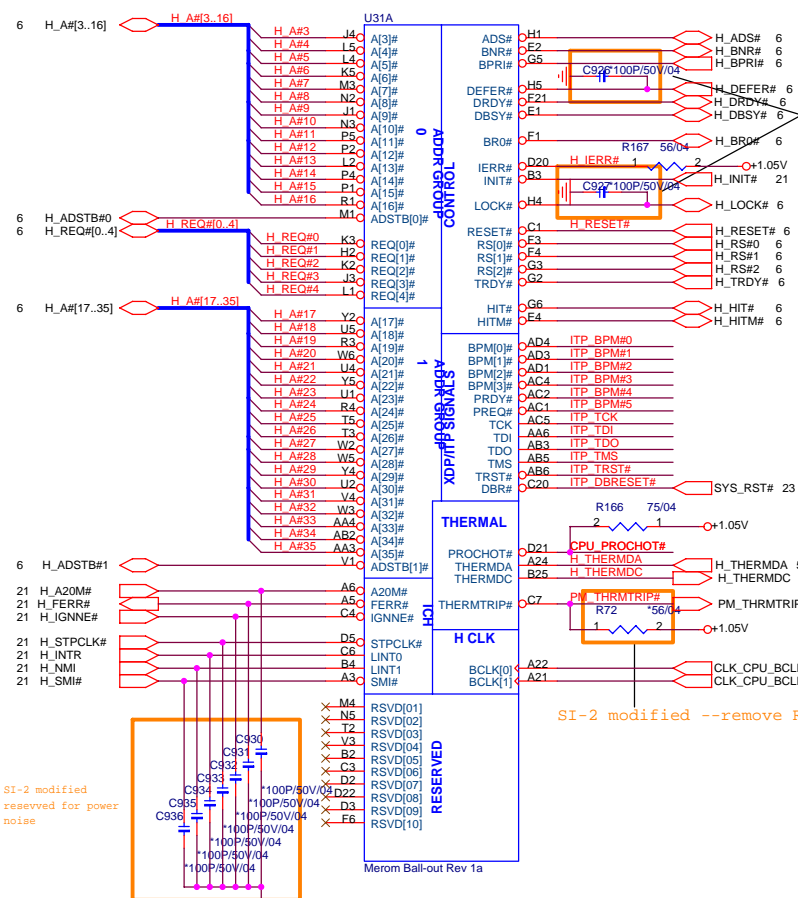 U31A
6 H_A#[3..16]
H_A#[3..16]
H_A#3 J4 A[3]#
H_A#4 L5 A[4]#
H_A#5 L4 A[5]#
H_A#6 K5 A[6]#
H_A#7 M3 A[7]#
H_A#8 N2 A[8]#
H_A#9 J1 A[9]#
H_A#10 N3 A[10]#
H_A#11 P5 A[11]#
H_A#12 P2 A[12]#
H_A#13 L2 A[13]#
H_A#14 P4 A[14]#
H_A#15 P1 A[15]#
H_A#16 R1 A[16]#
6 H_ADSTB#0 M1 ADSTB[0]#
6 H_REQ#[0..4] H_REQ#[0..4]
H_REQ#0 K3 REQ[0]#
H_REQ#1 H2 REQ[1]#
H_REQ#2 K2 REQ[2]#
H_REQ#3 J3 REQ[3]#
H_REQ#4 L1 REQ[4]#
6 H_A#[17..35] H_A#[17..35]
H_A#17 Y2 A[17]#
H_A#18 U5 A[18]#
H_A#19 R3 A[19]#
H_A#20 W6 A[20]#
H_A#21 U4 A[21]#
H_A#22 Y5 A[22]#
H_A#23 U1 A[23]#
H_A#24 R4 A[24]#
H_A#25 T5 A[25]#
H_A#26 T3 A[26]#
H_A#27 W2 A[27]#
H_A#28 W5 A[28]#
H_A#29 Y4 A[29]#
H_A#30 U2 A[30]#
H_A#31 V4 A[31]#
H_A#32 W3 A[32]#
H_A#33 AA4 A[33]#
H_A#34 AB2 A[34]#
H_A#35 AA3 A[35]#
6 H_ADSTB#1 V1 ADSTB[1]#
21 H_A20M# A6 A20M#
21 H_FERR# A5 FERR#
21 H_IGNNE# C4 IGNNE#
21 H_STPCLK# D5 STPCLK#
21 H_INTR C6 LINT0
21 H_NMI B4 LINT1
21 H_SMI# A3 SMI#
M4 RSVD[01]
N5 RSVD[02]
T2 RSVD[03]
V3 RSVD[04]
B2 RSVD[05]
C3 RSVD[06]
D2 RSVD[07]
D22 RSVD[08]
D3 RSVD[09]
F6 RSVD[10]
ADDR GROUP 0
CONTROL
ADDR GROUP 1
XDP/ITP SIGNALS
THERMAL
ICH
H CLK
RESERVED
ADS# H1 H_ADS# 6
BNR# E2 H_BNR# 6
BPRI# G5 H_BPRI# 6
C926 *100P/50V/04
DEFER# H5 H_DEFER# 6
DRDY# F21 H_DRDY# 6
DBSY# E1 H_DBSY# 6
BR0# F1 H_BR0# 6
R167 56/04
IERR# D20 H_IERR# 1 2 +1.05V
INIT# B3 H_INIT# 21
C927 *100P/50V/04
LOCK# H4 H_LOCK# 6
RESET# C1 H_RESET# H_RESET# 6
RS[0]# F3 H_RS#0 6
RS[1]# F4 H_RS#1 6
RS[2]# G3 H_RS#2 6
TRDY# G2 H_TRDY# 6
HIT# G6 H_HIT# 6
HITM# E4 H_HITM# 6
BPM[0]# AD4 ITP_BPM#0
BPM[1]# AD3 ITP_BPM#1
BPM[2]# AD1 ITP_BPM#2
BPM[3]# AC4 ITP_BPM#3
PRDY# AC2 ITP_BPM#4
PREQ# AC1 ITP_BPM#5
TCK AC5 ITP_TCK
TDI AA6 ITP_TDI
TDO AB3 ITP_TDO
TMS AB5 ITP_TMS
TRST# AB6 ITP_TRST#
DBR# C20 ITP_DBRESET# SYS_RST# 23
R166 75/04
2 1 +1.05V
PROCHOT# D21 CPU_PROCHOT#
THERMDA A24 H_THERMDA H_THERMDA
THERMDC B25 H_THERMDC H_THERMDC
THERMTRIP# C7 PM_THRMTRIP# PM_THRMTRIP
R72 *56/04
1 2 +1.05V
BCLK[0] A22 CLK_CPU_BCL
BCLK[1] A21 CLK_CPU_BCL
SI-2 modified --remove
C930
C931
C932
C933
C934
C935
C936
*100P/50V/04
*100P/50V/04
*100P/50V/04
*100P/50V/04
*100P/50V/04
*100P/50V/04
*100P/50V/04
SI-2 modified
resevved for power
noise
Merom Ball-out Rev 1a